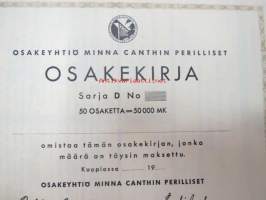 OSAKEYHTIÖ MINNA CANTHIN PERILLISET
OSAKEKIRJA
Sarja D No
50 OSAKETTA = 50 000 MK
omistaa tämän osakekirjan, jonka
määrä on täysin maksettu.
Kuopiossa ........ 19......
OSAKEYHTIÖ MINNA CANTHIN PERILLISET